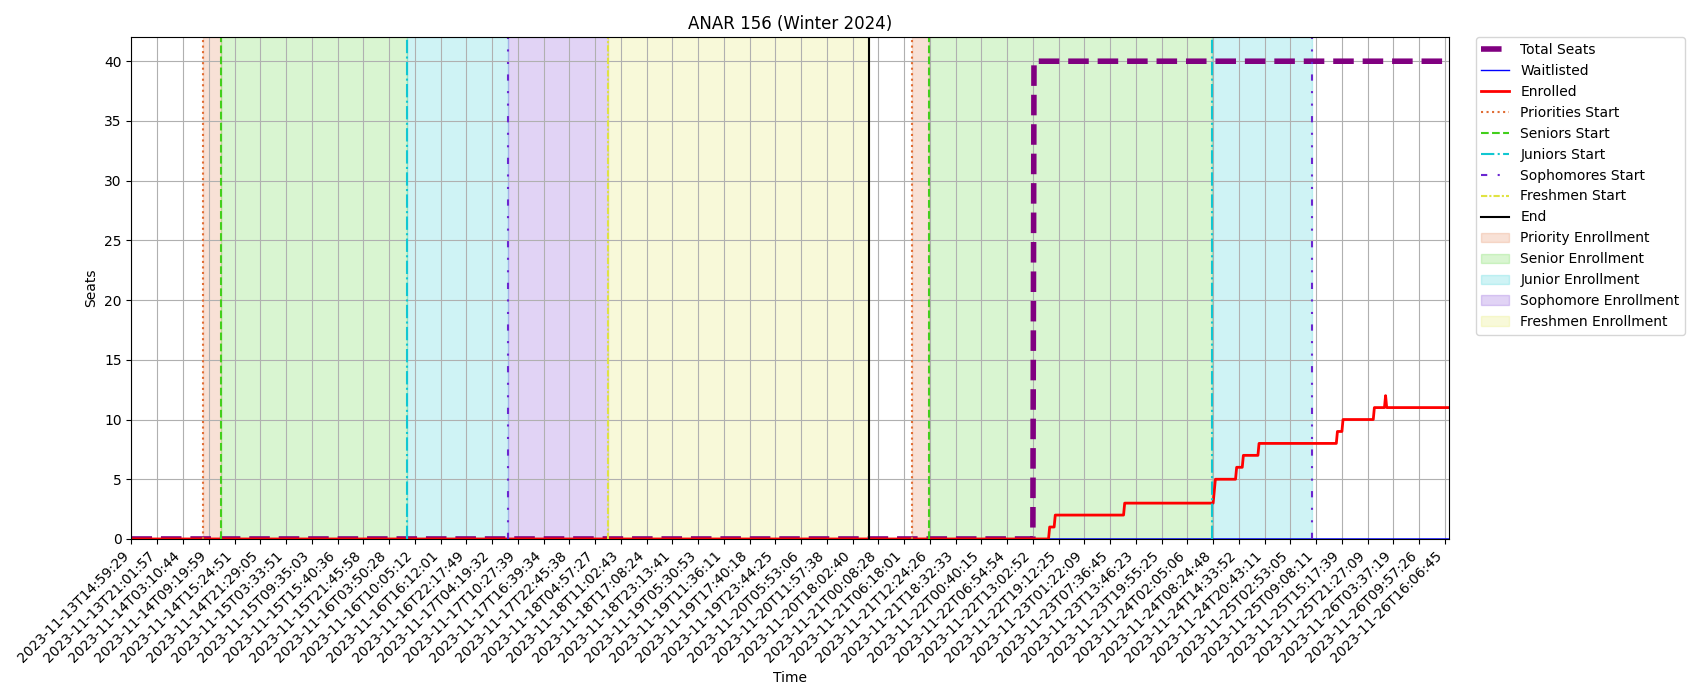 ANAR 156 (Winter 2024)
40
35
30
25
20
15
10
5
0
Seats
2023-11-13T14:59:29
2023-11-13T21:01:57
2023-11-14T03:10:44
2023-11-14T09:19:59
2023-11-14T15:24:51
2023-11-14T21:29:05
2023-11-15T03:33:51
2023-11-15T09:35:03
2023-11-15T15:40:36
2023-11-15T21:45:58
2023-11-16T03:50:28
2023-11-16T10:05:12
2023-11-16T16:12:01
2023-11-16T22:17:49
2023-11-17T04:19:32
2023-11-17T10:27:39
2023-11-17T16:39:34
2023-11-17T22:45:38
2023-11-18T04:57:27
2023-11-18T11:02:43
2023-11-18T17:08:24
2023-11-18T23:13:41
2023-11-19T05:30:53
2023-11-19T11:36:11
2023-11-19T17:40:18
2023-11-19T23:44:25
2023-11-20T05:53:06
2023-11-20T11:57:38
2023-11-20T18:02:40
2023-11-21T00:08:28
2023-11-21T06:18:01
2023-11-21T12:24:26
2023-11-21T18:32:33
2023-11-22T00:40:15
2023-11-22T06:54:54
2023-11-22T13:02:52
2023-11-22T19:12:25
2023-11-23T01:22:09
2023-11-23T07:36:45
2023-11-23T13:46:23
2023-11-23T19:55:25
2023-11-24T02:05:06
2023-11-24T08:24:48
2023-11-24T14:33:52
2023-11-24T20:43:11
2023-11-25T02:53:05
2023-11-25T09:08:11
2023-11-25T15:17:39
2023-11-25T21:27:09
2023-11-26T03:37:19
2023-11-26T09:57:26
2023-11-26T16:06:45
Time
Total Seats
Waitlisted
Enrolled
Priorities Start
Seniors Start
Juniors Start
Sophomores Start
Freshmen Start
End
Priority Enrollment
Senior Enrollment
Junior Enrollment
Sophomore Enrollment
Freshmen Enrollment